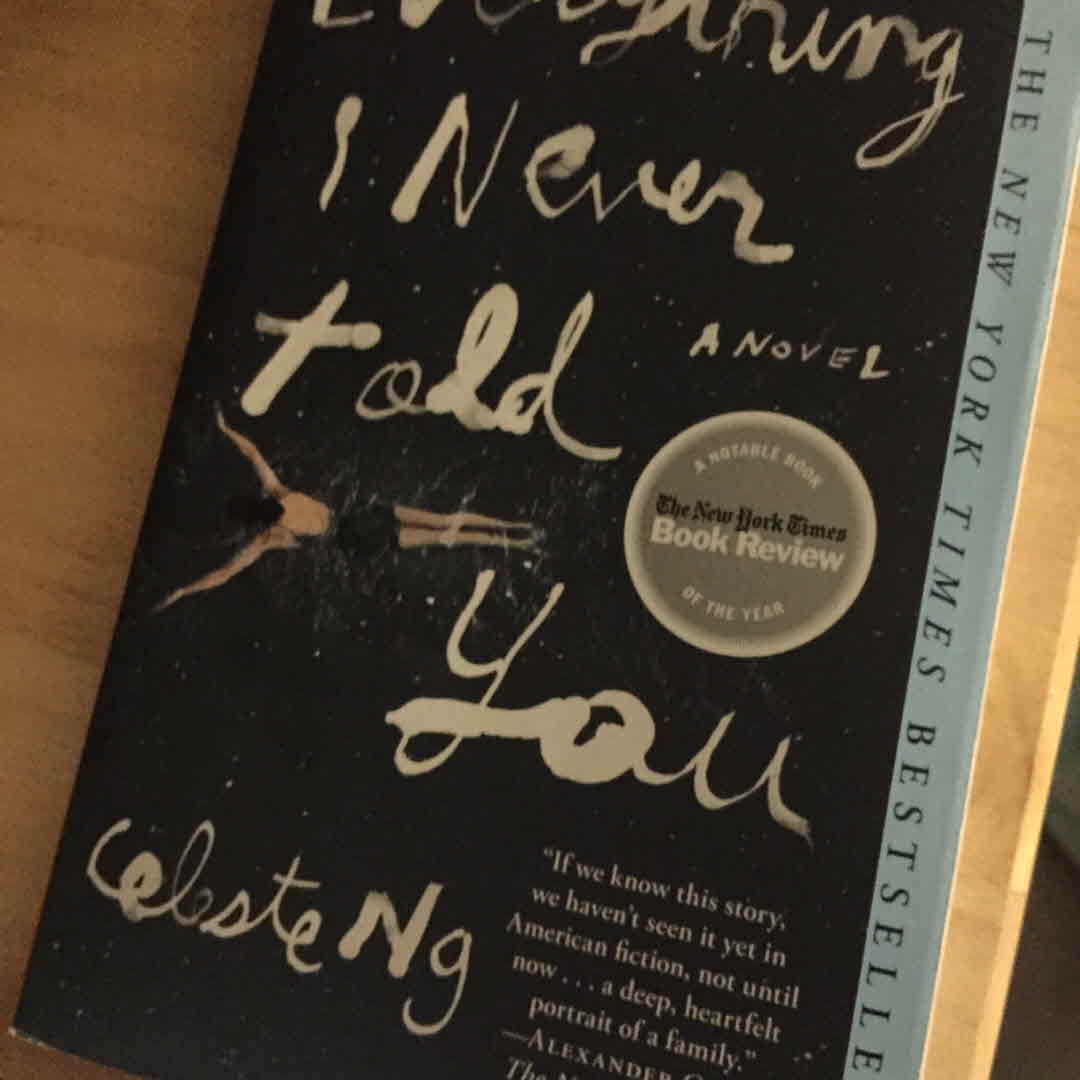 Everything
I Never
told
A NOVEL
A NOTABLE BOOK
The New York Times
Book Review
OF THE YEAR
You
Celeste Ng
"If we know this story,
we haven't seen it yet in
American fiction, not until
now . . . a deep, heartfelt
portrait of a family."
—ALEXANDER
The
THE NEW YORK TIMES BESTSELLE